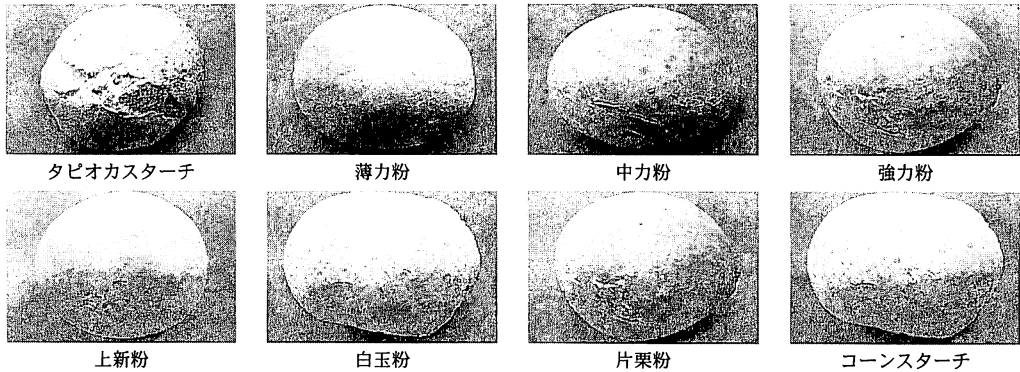 タピオカスターチ
薄力粉
中力粉
強力粉
上新粉
白玉粉
片栗粉
コーンスターチ